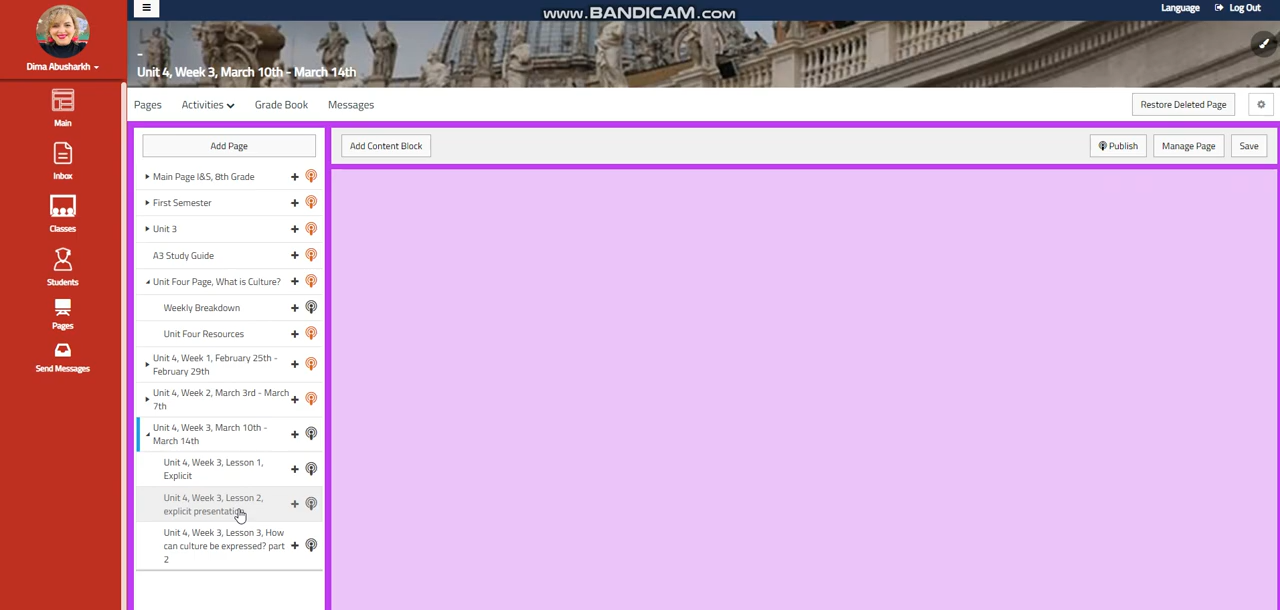 www.BANDICAM.com
Language
Log Out
Dima Abusharkh
-
Unit 4, Week 3, March 10th - March 14th
Pages
Activities
Grade Book
Messages
Restore Deleted Page
Main
Inbox
Classes
Students
Pages
Send Messages
Add Page
Add Content Block
Publish
Manage Page
Save
Main Page I&S, 8th Grade
First Semester
Unit 3
A3 Study Guide
Unit Four Page, What is Culture?
Weekly Breakdown
Unit Four Resources
Unit 4, Week 1, February 25th -
February 29th
Unit 4, Week 2, March 3rd - March
7th
Unit 4, Week 3, March 10th -
March 14th
Unit 4, Week 3, Lesson 1,
Explicit
Unit 4, Week 3, Lesson 2,
explicit presentation
Unit 4, Week 3, Lesson 3, How
can culture be expressed? part
2